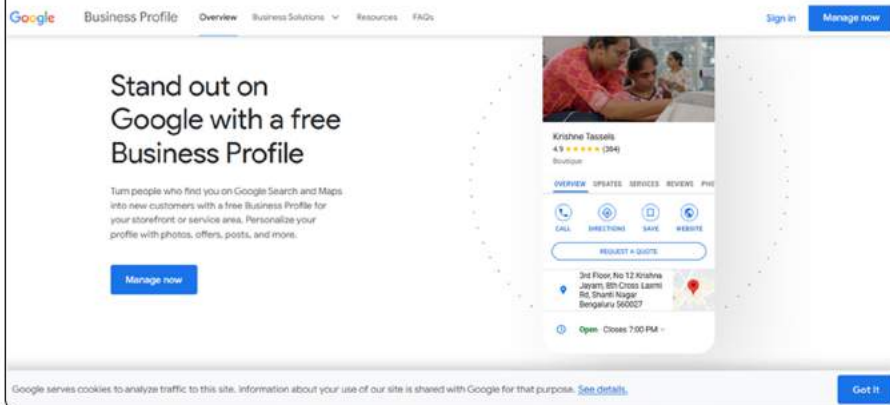 Google Business Profile Overview Business Solutions Resources FAQs Sign in Manage now
Stand out on
Google with a free
Business Profile
Turn people who find you on Google Search and Maps
into new customers with a free Business Profile for
your storefront or service area. Personalize your
profile with photos, offers, posts, and more.
Manage now
Krishne Tassels
4.9 ★★★★★ (384)
Boutique
OVERVIEW UPDATES SERVICES REVIEWS PHO
CALL DIRECTIONS SAVE WEBSITE
REQUEST A QUOTE
3rd Floor, No 12 Krishna
Jayam, 8th Cross Laxmi
Rd, Shanti Nagar
Bengaluru 560027
Open · Closes 7:00 PM
Google serves cookies to analyze traffic to this site. Information about your use of our site is shared with Google for that purpose. See details.
Got It